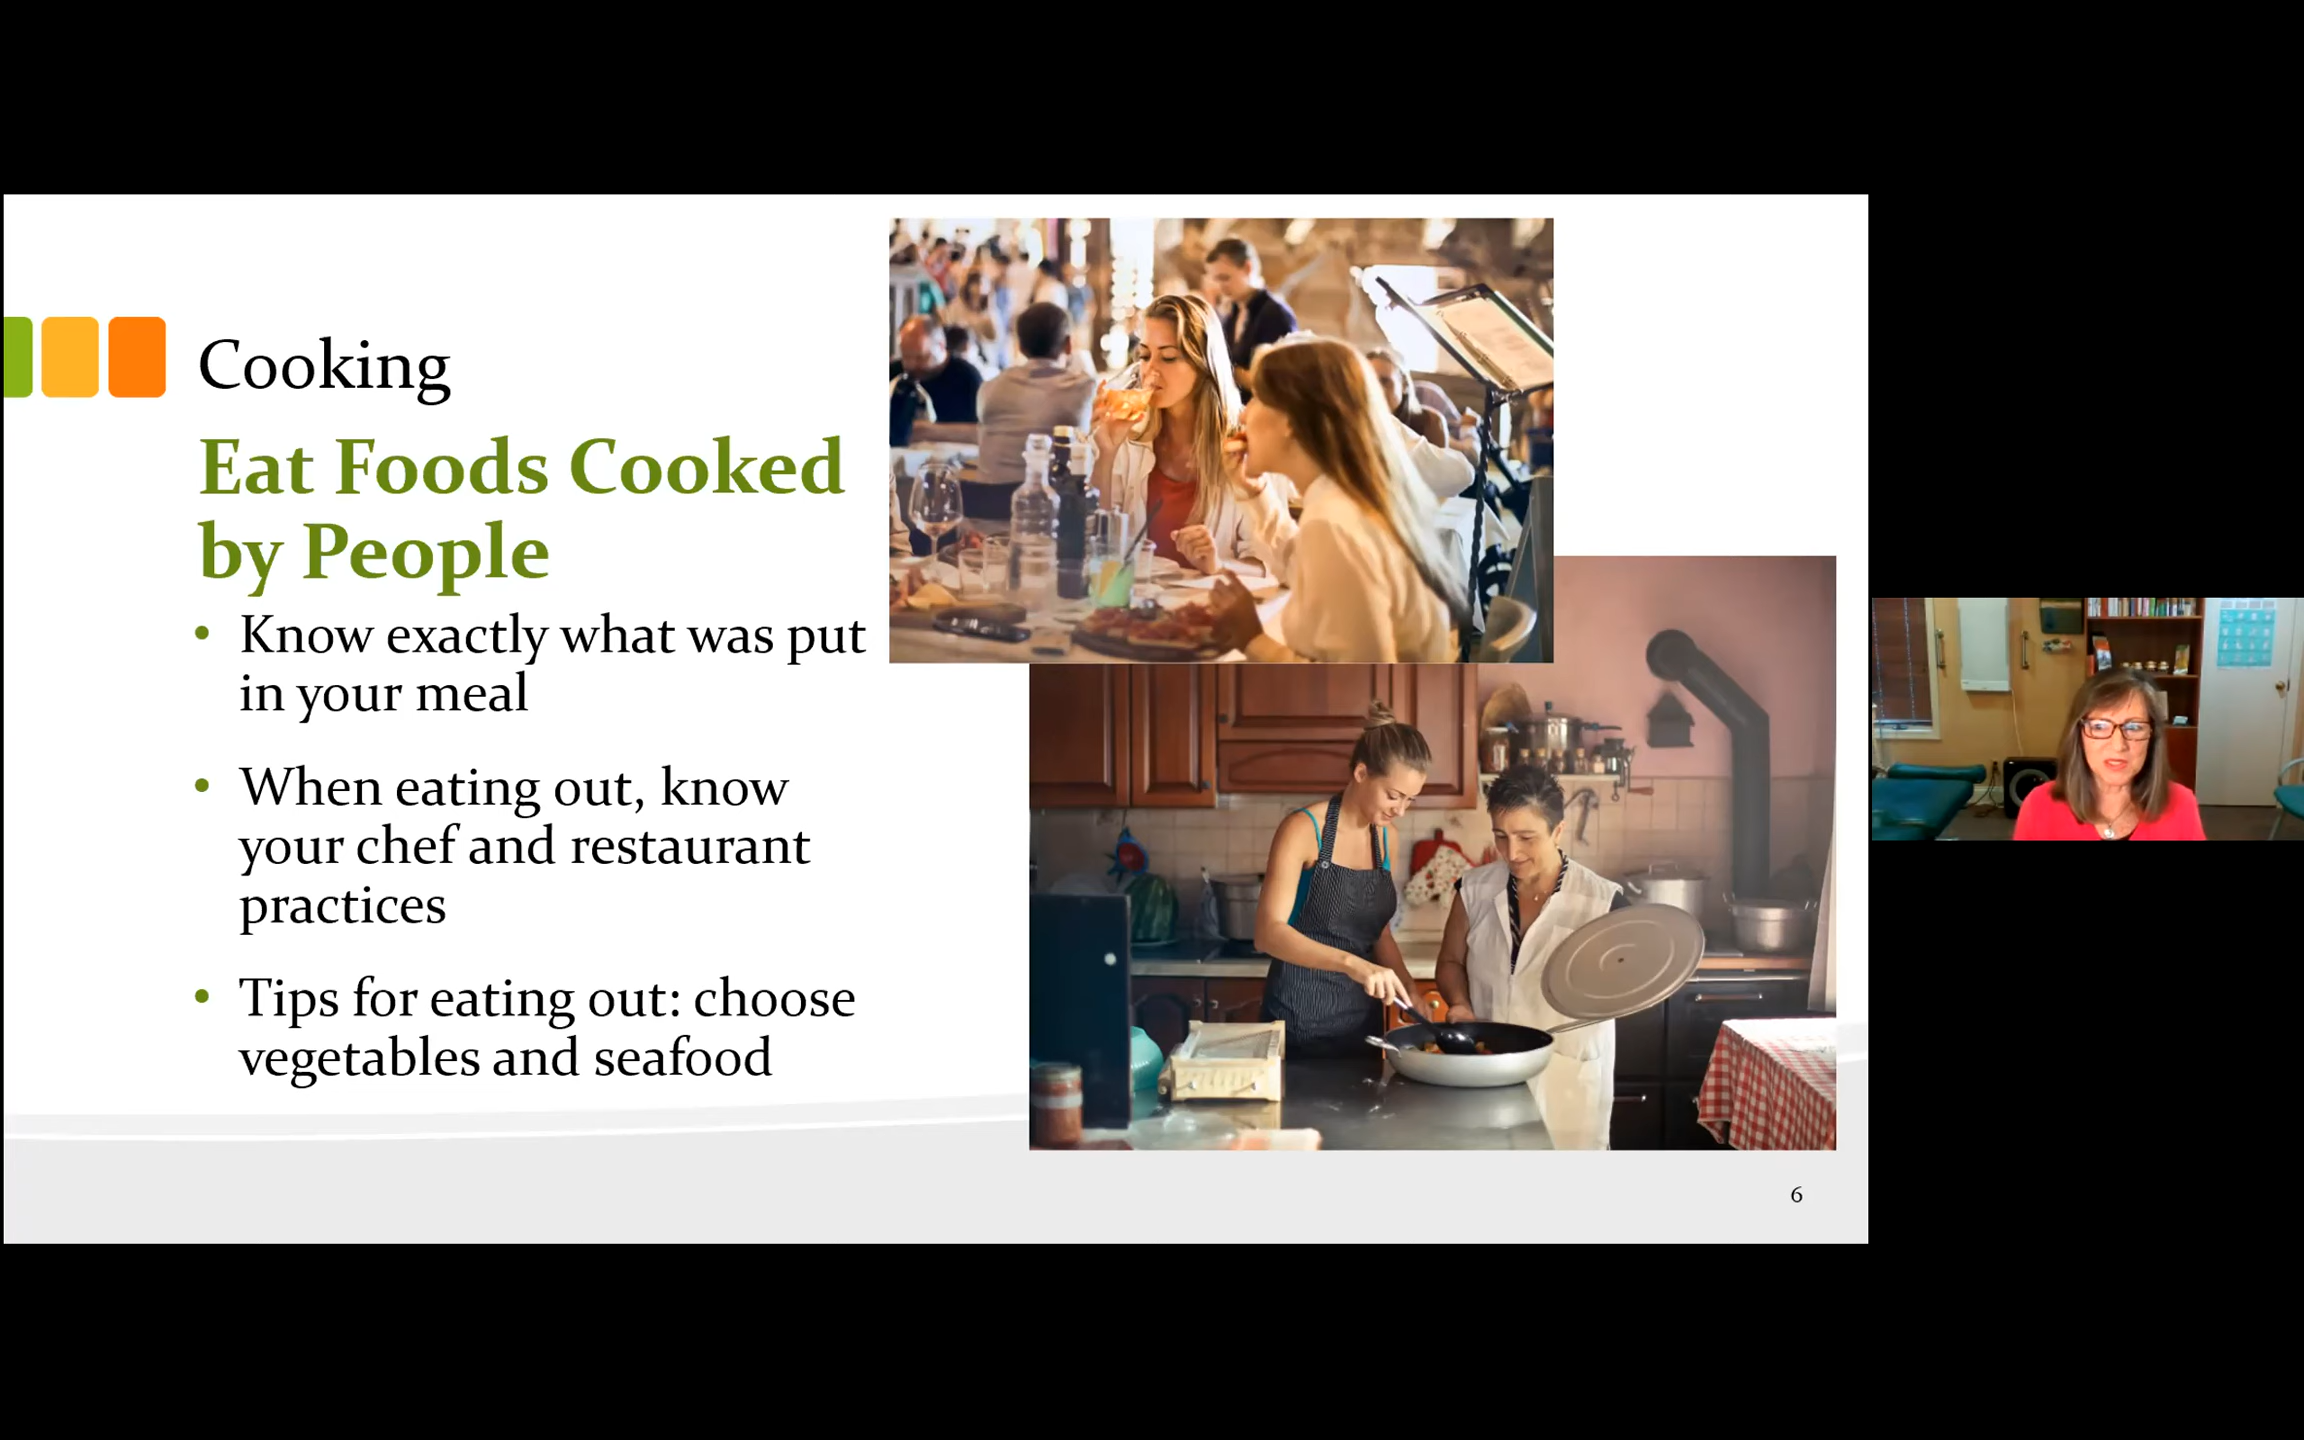 Cooking
Eat Foods Cooked
by People
• Know exactly what was put
in your meal
• When eating out, know
your chef and restaurant
practices
• Tips for eating out: choose
vegetables and seafood
6